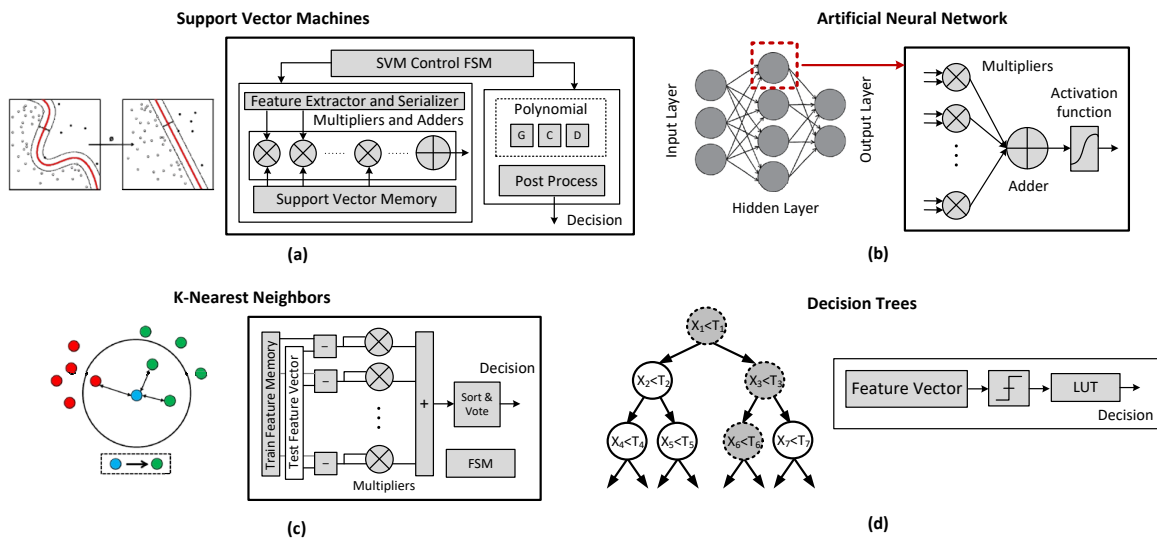 Support Vector Machines
SVM Control FSM
Feature Extractor and Serializer
Multipliers and Adders
Support Vector Memory
Polynomial
G C D
Post Process
Decision
(a)
Artificial Neural Network
Input Layer
Hidden Layer
Output Layer
Multipliers
Activation
function
Adder
(b)
K-Nearest Neighbors
Train Feature Memory
Test Feature Vector
Multipliers
+
Sort &
Vote
Decision
FSM
(c)
Decision Trees
X1<T1
X2<T2
X3<T3
X4<T4
X5<T5
X6<T6
X7<T7
Feature Vector
LUT
Decision
(d)